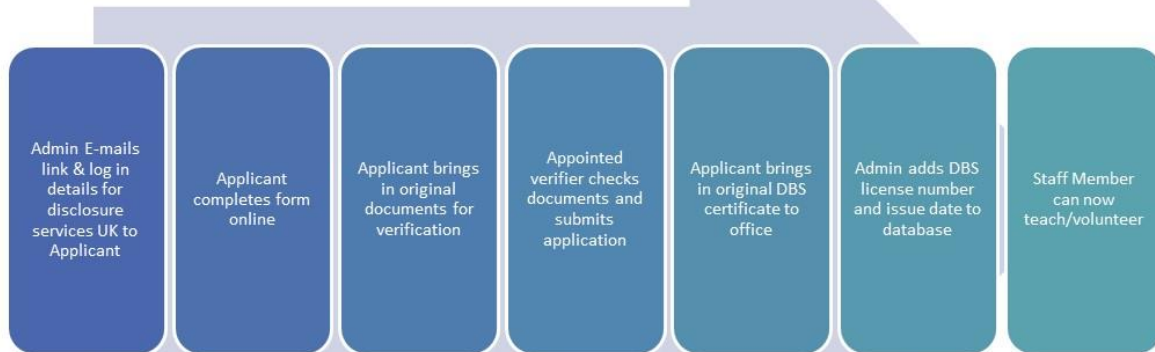 Admin E-mails
link & log in
details for
disclosure
services UK to
Applicant
Applicant
completes form
online
Applicant brings
in original
documents for
verification
Appointed
verifier checks
documents and
submits
application
Applicant brings
in original DBS
certificate to
office
Admin adds DBS
license number
and issue date to
database
Staff Member
can now
teach/volunteer